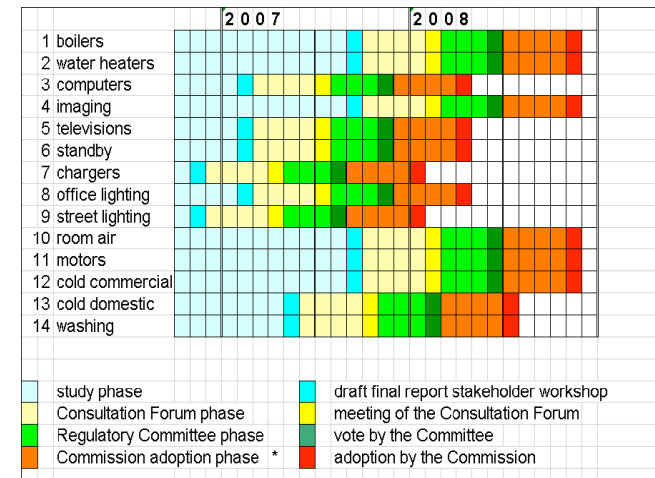 2007 2008
1 boilers
2 water heaters
3 computers
4 imaging
5 televisions
6 standby
7 chargers
8 office lighting
9 street lighting
10 room air
11 motors
12 cold commercial
13 cold domestic
14 washing
study phase draft final report stakeholder workshop
Consultation Forum phase meeting of the Consultation Forum
Regulatory Committee phase vote by the Committee
Commission adoption phase * adoption by the Commission